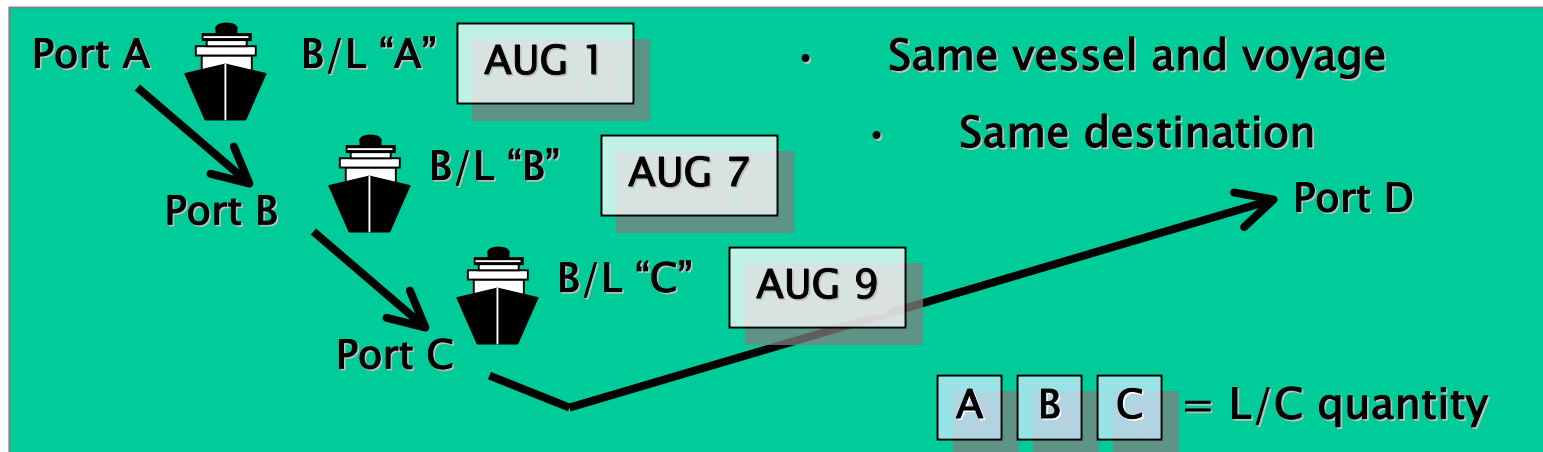 Port A
B/L “A”
AUG 1
• Same vessel and voyage
• Same destination
B/L “B”
AUG 7
Port B
Port D
B/L “C”
AUG 9
Port C
A B C = L/C quantity